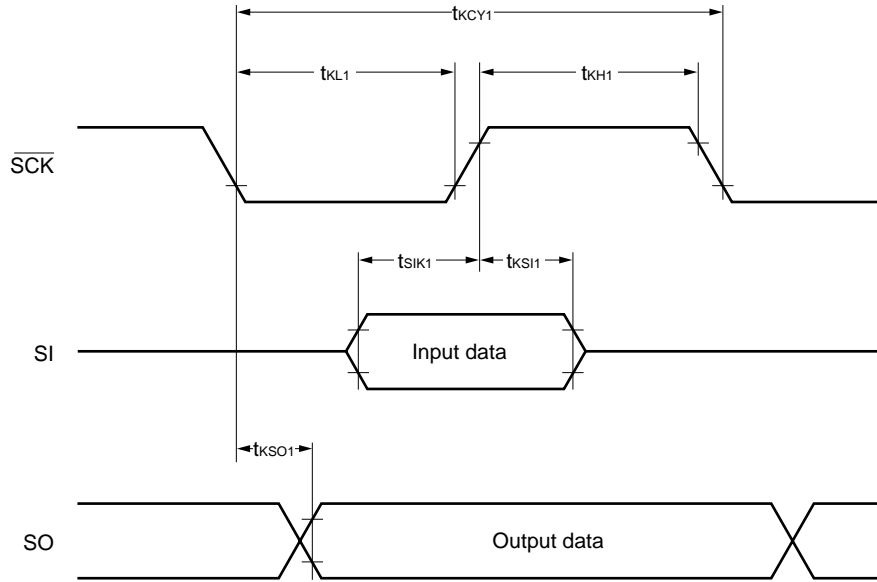 tKCY1
tKL1
tKH1
SCK
tSIK1
tKSI1
SI
Input data
tKSO1
SO
Output data